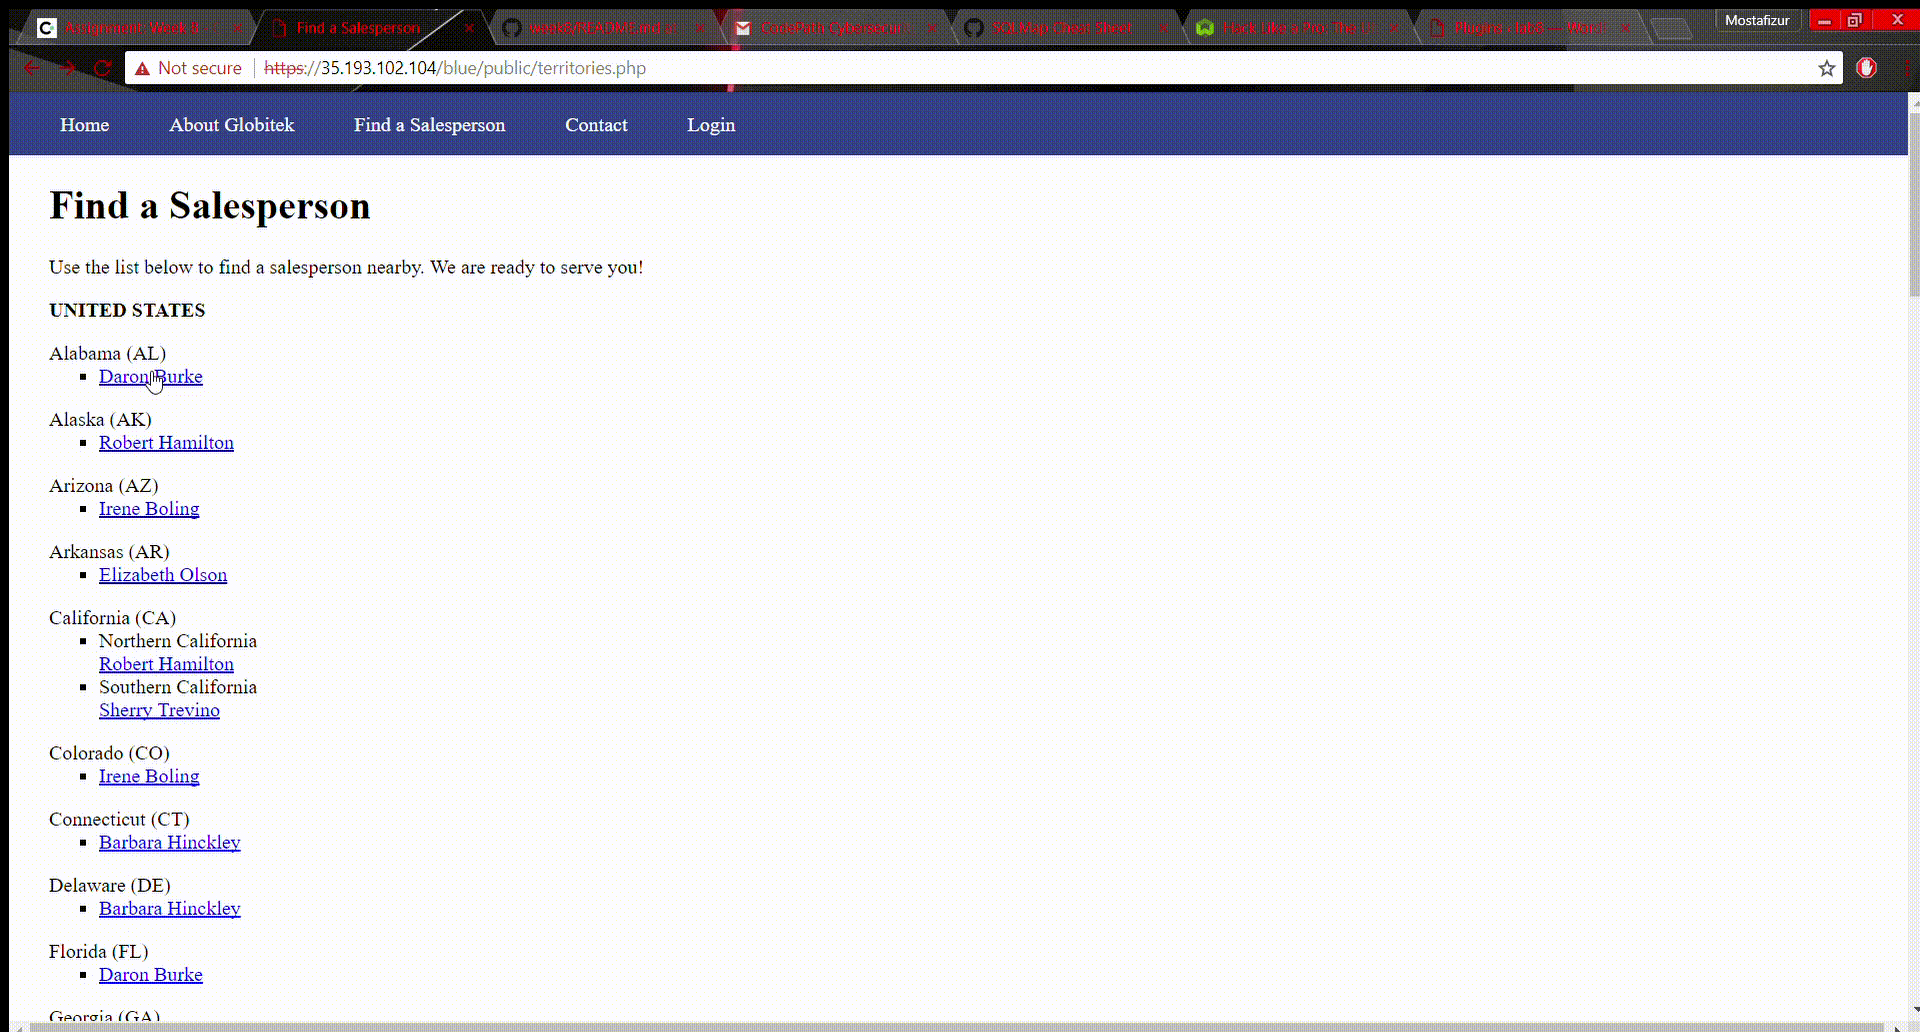 Assignment: Week 8
Find a Salesperson
week8/README.md a
CodePath Cybersecuri
SQLMap Cheat Sheet
Hack Like a Pro: The U
Plugins ‹ lab8 — Word
Mostafizur
Not secure https://35.193.102.104/blue/public/territories.php
Home About Globitek Find a Salesperson Contact Login
Find a Salesperson
Use the list below to find a salesperson nearby. We are ready to serve you!
UNITED STATES
Alabama (AL)
Daron Burke
Alaska (AK)
Robert Hamilton
Arizona (AZ)
Irene Boling
Arkansas (AR)
Elizabeth Olson
California (CA)
Northern California
Robert Hamilton
Southern California
Sherry Trevino
Colorado (CO)
Irene Boling
Connecticut (CT)
Barbara Hinckley
Delaware (DE)
Barbara Hinckley
Florida (FL)
Daron Burke
Georgia (GA)